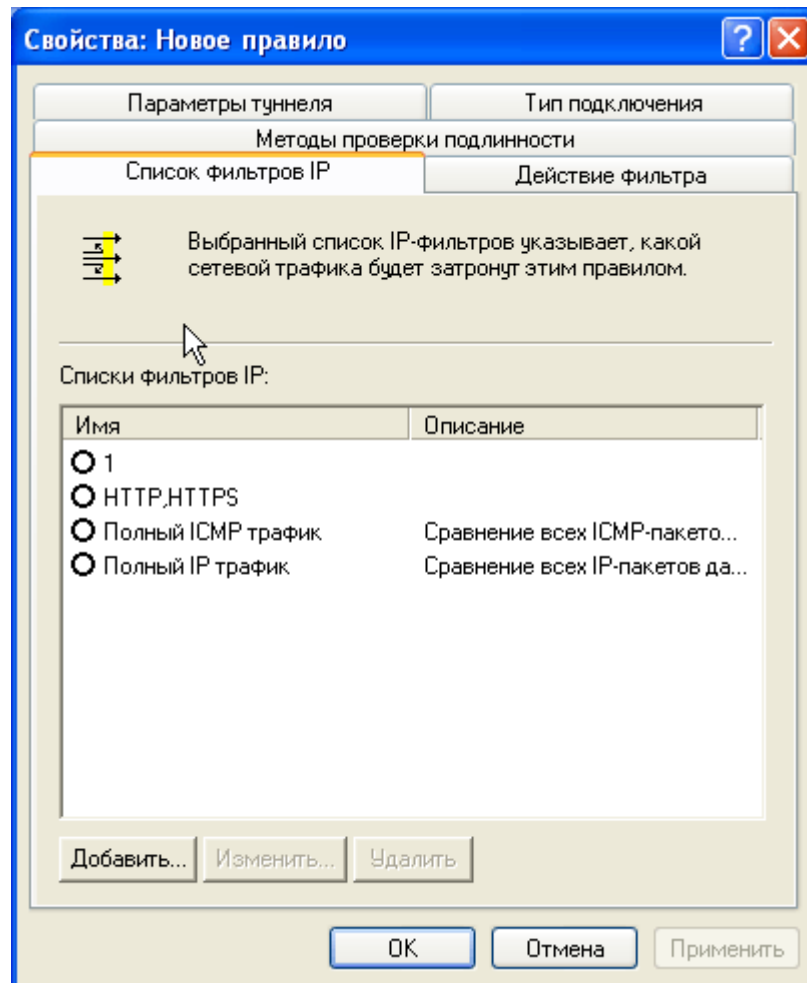 Свойства: Новое правило
Параметры туннеля
Тип подключения
Методы проверки подлинности
Список фильтров IP
Действие фильтра
Выбранный список IP-фильтров указывает, какой
сетевой трафика будет затронут этим правилом.
Списки фильтров IP:
Имя Описание
1
HTTP,HTTPS
Полный ICMP трафик Сравнение всех ICMP-пакето...
Полный IP трафик Сравнение всех IP-пакетов да...
Добавить... Изменить... Удалить
ОК Отмена Применить